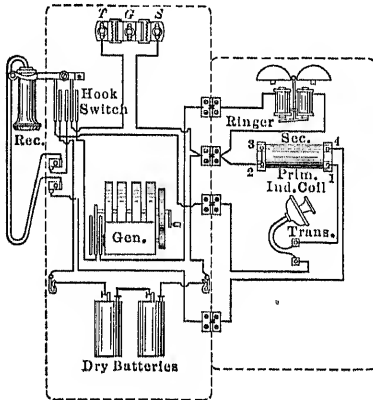 T G S
Hook
Switch
Rec.
Ringer
Sec.
3 4
2 1
Prim.
Ind. Coil
Trans.
Gen.
Dry Batteries